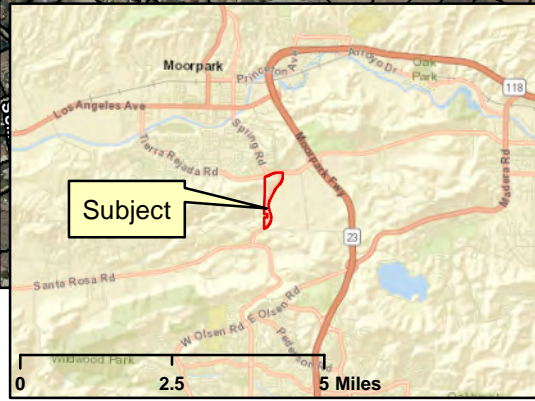 Moorpark
Princeton Ave
Arroyo Dr
Oak
Park
118
Los Angeles Ave
Spring Rd
Moorpark Fwy
Tierra Rejada Rd
Madera Rd
Subject
23
Santa Rosa Rd
E Olsen Rd
W Olsen Rd
Pederson Rd
Wildwood Park
0 2.5 5 Miles